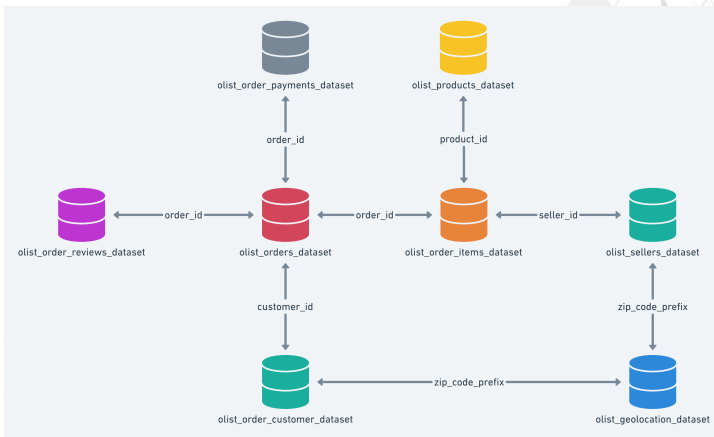 olist_order_payments_dataset
olist_products_dataset
order_id
product_id
order_id
order_id
seller_id
olist_order_reviews_dataset
olist_orders_dataset
olist_order_items_dataset
olist_sellers_dataset
customer_id
zip_code_prefix
zip_code_prefix
olist_order_customer_dataset
olist_geolocation_dataset